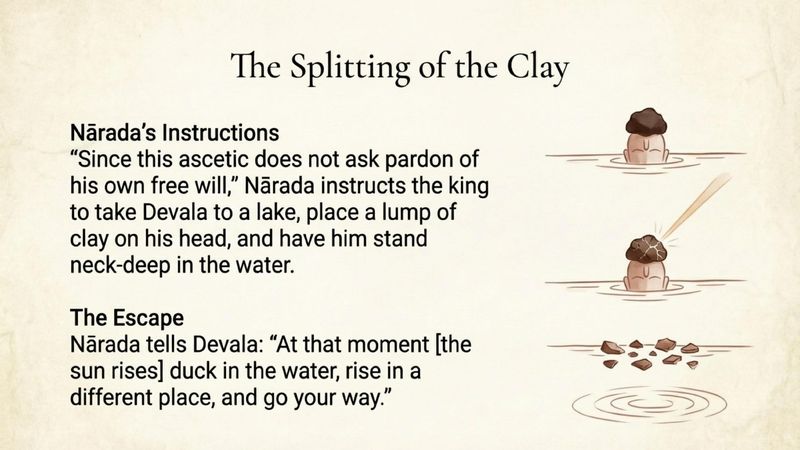 The Splitting of the Clay
Nārada’s Instructions
“Since this ascetic does not ask pardon of
his own free will,” Nārada instructs the king
to take Devala to a lake, place a lump of
clay on his head, and have him stand
neck-deep in the water.
The Escape
Nārada tells Devala: “At that moment [the
sun rises] duck in the water, rise in a
different place, and go your way.”